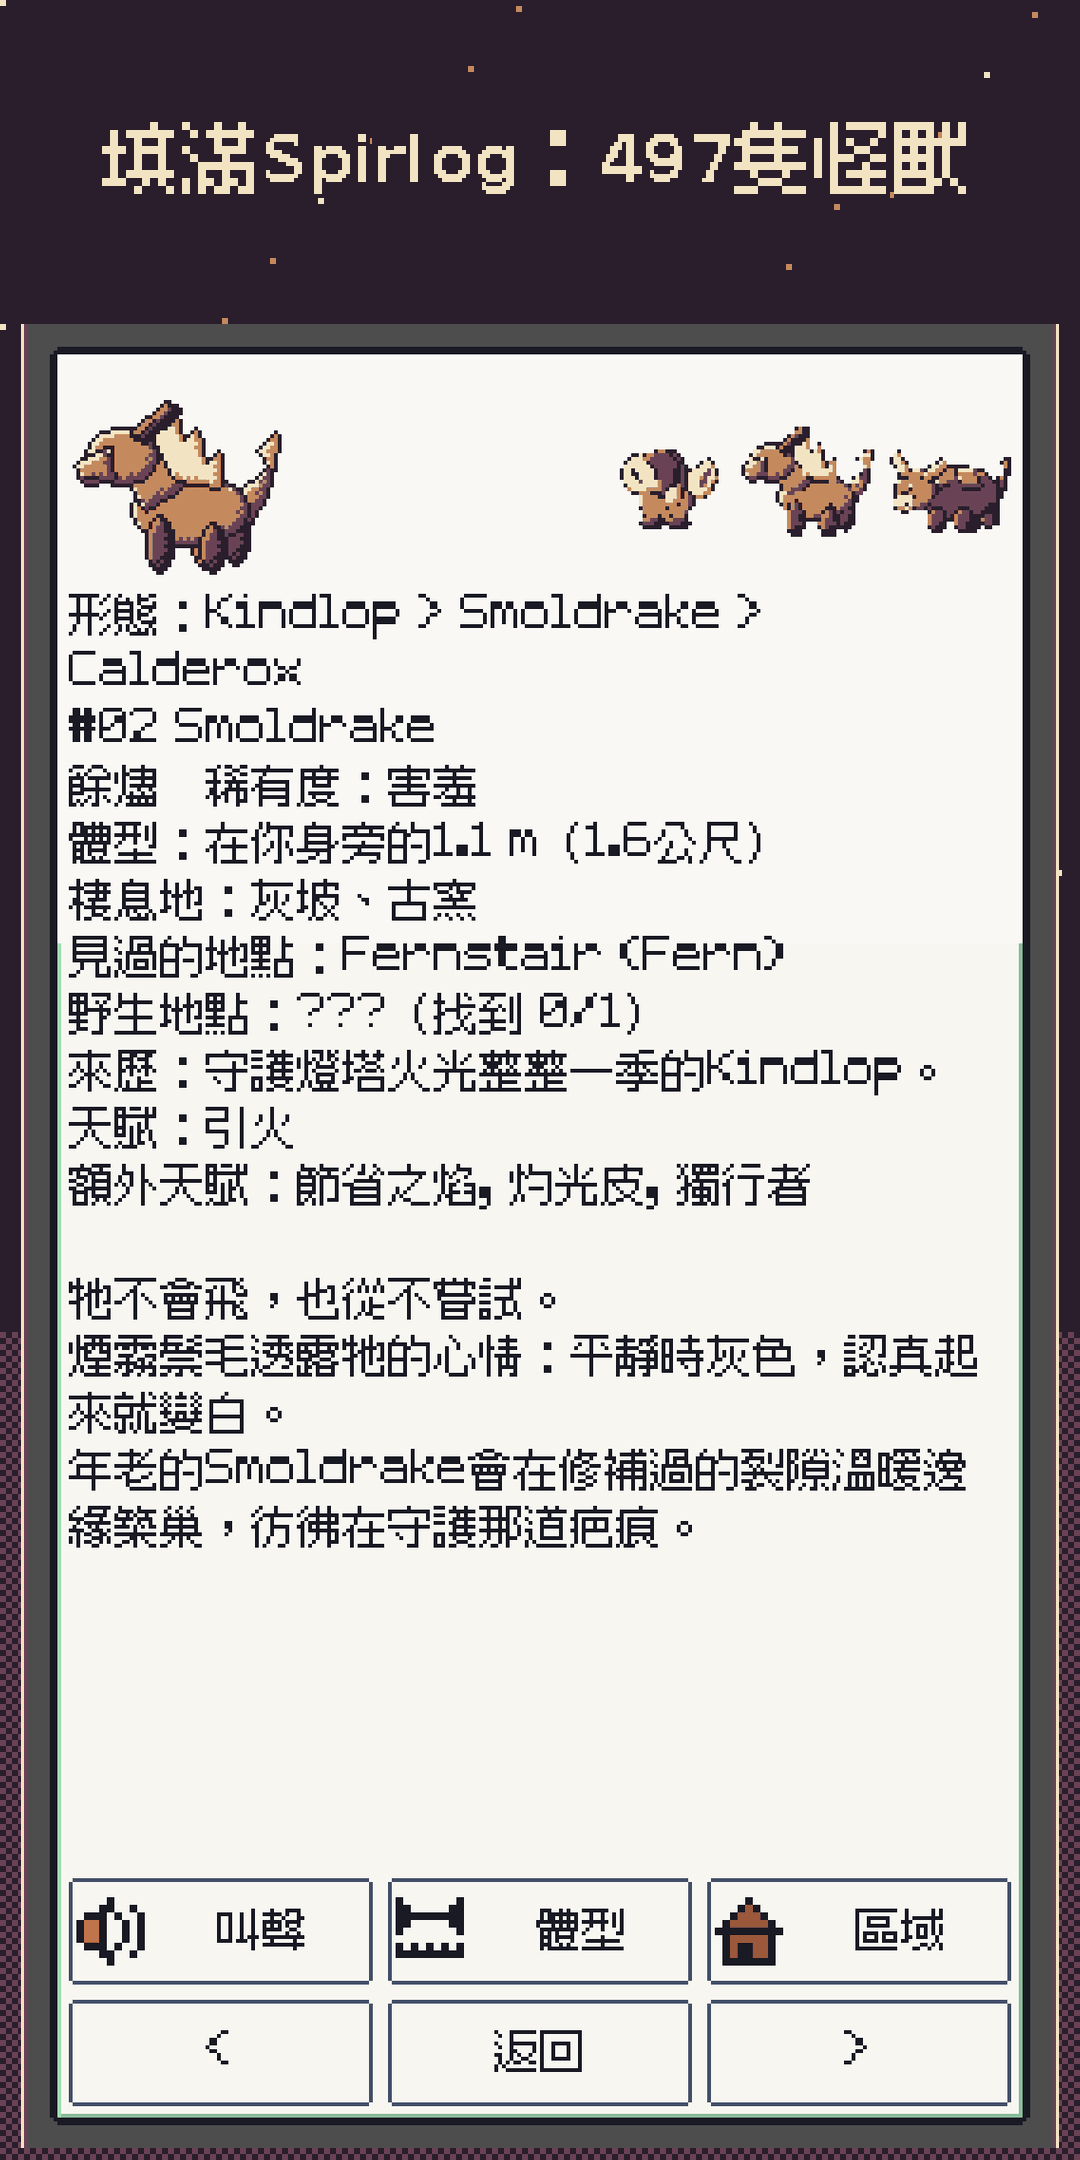 填滿Spirlog：497隻怪獸
形態：Kindlop > Smoldrake >
Calderox
#02 Smoldrake
餘燼　稀有度：害羞
體型：在你身旁的1.1 m (1.6公尺)
棲息地：灰坡、古窯
見過的地點：Fernstair (Fern)
野生地點：??? (找到 0/1)
來歷：守護燈塔火光整整一季的Kindlop。
天賦：引火
額外天賦：節省之焰, 灼光皮, 獨行者
牠不會飛，也從不嘗試。
煙霧鬃毛透露牠的心情：平靜時灰色，認真起
來就變白。
年老的Smoldrake會在修補過的裂隙溫暖邊
緣築巢，彷彿在守護那道疤痕。
叫聲
體型
區域
<
返回
>